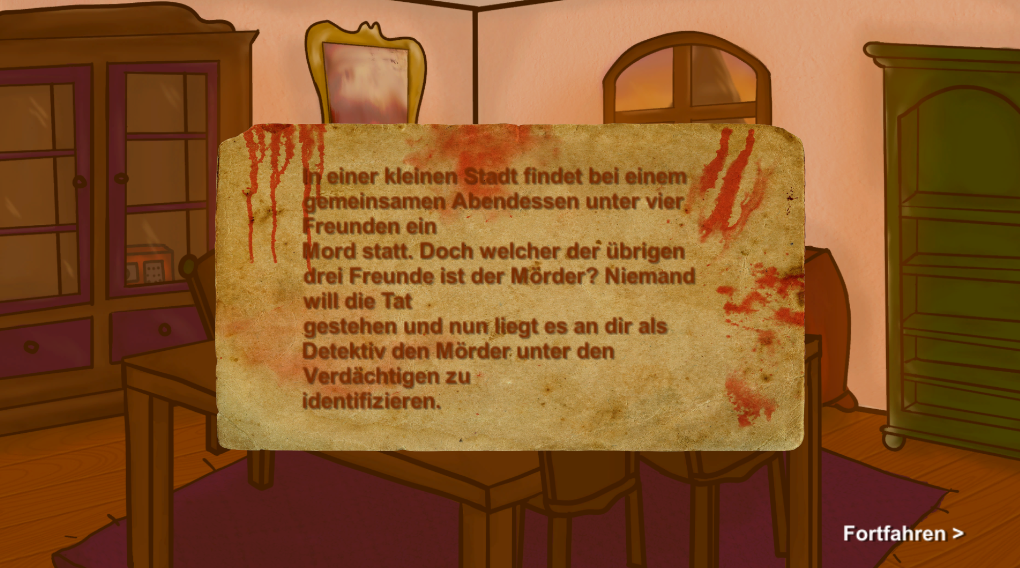 In einer kleinen Stadt findet bei einem
gemeinsamen Abendessen unter vier
Freunden ein
Mord statt. Doch welcher der übrigen
drei Freunde ist der Mörder? Niemand
will die Tat
gestehen und nun liegt es an dir als
Detektiv den Mörder unter den
Verdächtigen zu
identifizieren.
Fortfahren >